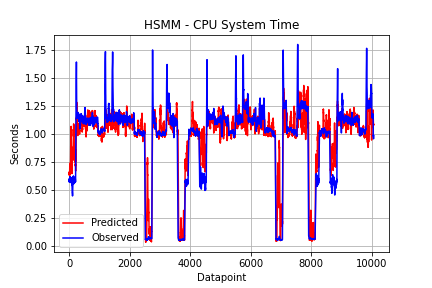 HSMM - CPU System Time
1.75
1.50
1.25
1.00
0.75
0.50
0.25
0.00
Seconds
Predicted
Observed
0 2000 4000 6000 8000 10000
Datapoint